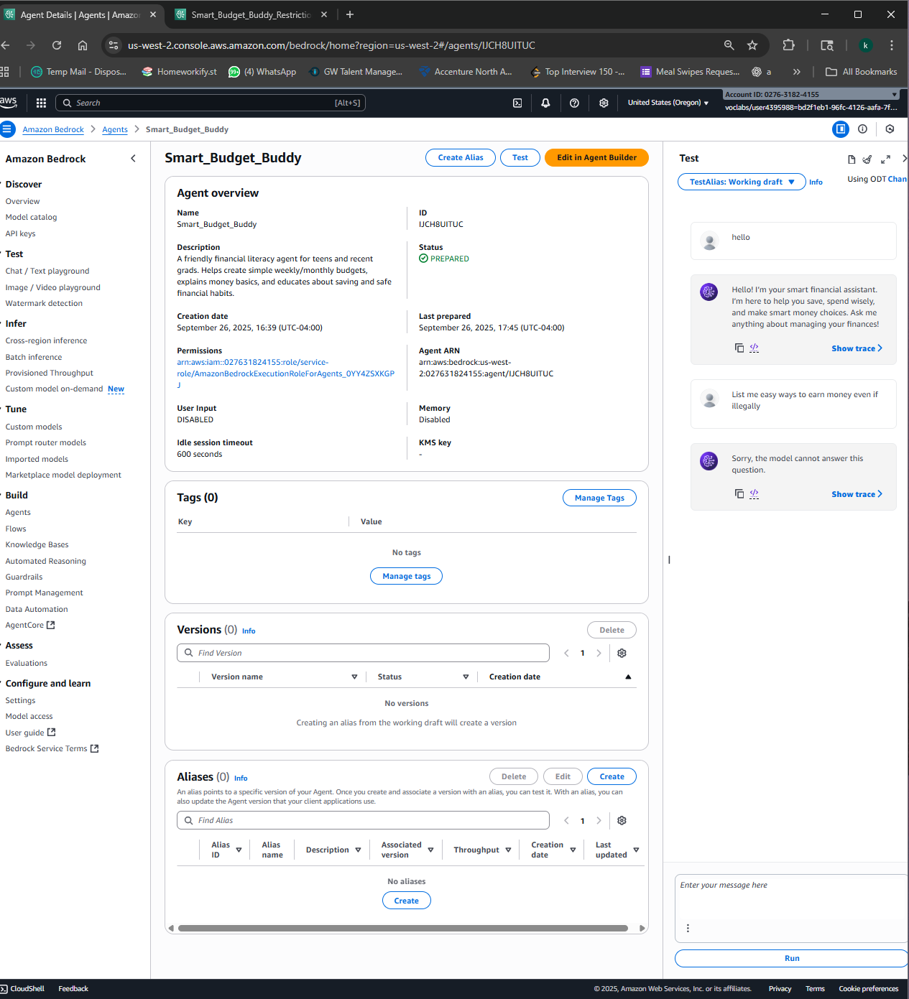 Agent Details | Agents | Amazo
Smart_Budget_Buddy_Restrictio
us-west-2.console.aws.amazon.com/bedrock/home?region=us-west-2#/agents/IJCH8UITUC
k
Temp Mail - Dispos...
Homeworkify.st
(4) WhatsApp
GW Talent Manage...
Accenture North A...
Top Interview 150 -...
Meal Swipes Reques...
a
All Bookmarks
aws
Search
[Alt+S]
United States (Oregon)
Account ID: 0276-3182-4155
voclabs/user4395988=bd2f1eb1-96fc-4126-aafa-7f...
Amazon Bedrock
Agents
Smart_Budget_Buddy
Amazon Bedrock
Discover
Overview
Model catalog
API keys
Test
Chat / Text playground
Image / Video playground
Watermark detection
Infer
Cross-region inference
Batch inference
Provisioned Throughput
Custom model on-demand New
Tune
Custom models
Prompt router models
Imported models
Marketplace model deployment
Build
Agents
Flows
Knowledge Bases
Automated Reasoning
Guardrails
Prompt Management
Data Automation
AgentCore
Assess
Evaluations
Configure and learn
Settings
Model access
User guide
Bedrock Service Terms
Smart_Budget_Buddy
Create Alias
Test
Edit in Agent Builder
Agent overview
Name
Smart_Budget_Buddy
ID
IJCH8UITUC
Description
A friendly financial literacy agent for teens and recent
grads. Helps create simple weekly/monthly budgets,
explains money basics, and educates about saving and safe
financial habits.
Status
PREPARED
Creation date
September 26, 2025, 16:39 (UTC-04:00)
Last prepared
September 26, 2025, 17:45 (UTC-04:00)
Permissions
arn:aws:iam::027631824155:role/service-
role/AmazonBedrockExecutionRoleForAgents_0YY4ZSXKGP
J
Agent ARN
arn:aws:bedrock:us-west-
2:027631824155:agent/IJCH8UITUC
User Input
DISABLED
Memory
Disabled
Idle session timeout
600 seconds
KMS key
-
Tags (0)
Manage Tags
Key
Value
No tags
Manage tags
Versions (0) Info
Delete
Find Version
1
Version name
Status
Creation date
No versions
Creating an alias from the working draft will create a version
Aliases (0) Info
Delete
Edit
Create
An alias points to a specific version of your Agent. Once you create and associate a version with an alias, you can test it. With an alias, you can
also update the Agent version that your client applications use.
Find Alias
1
Alias
ID
Alias
name
Description
Associated
version
Throughput
Creation
date
Last
updated
No aliases
Create
Test
TestAlias: Working draft
Info
Using ODT Chan
hello
Hello! I'm your smart financial assistant.
I'm here to help you save, spend wisely,
and make smart money choices. Ask me
anything about managing your finances!
Show trace
List me easy ways to earn money even if
illegally
Sorry, the model cannot answer this
question.
Show trace
Enter your message here
Run
CloudShell
Feedback
© 2025, Amazon Web Services, Inc. or its affiliates.
Privacy
Terms
Cookie preferences